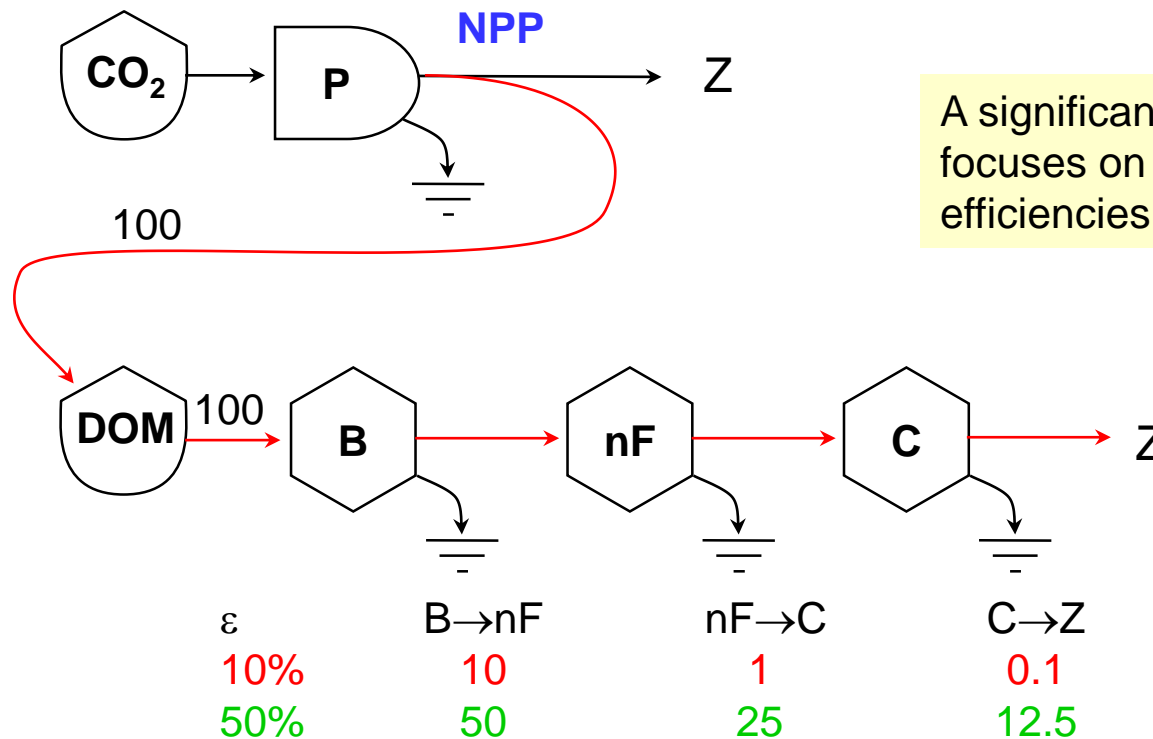 NPP
CO₂
P
Z
A
focuses on
efficiencies
100
DOM
100
B
nF
C
Z
ε B→nF nF→C C→Z
10% 10 1 0.1
50% 50 25 12.5